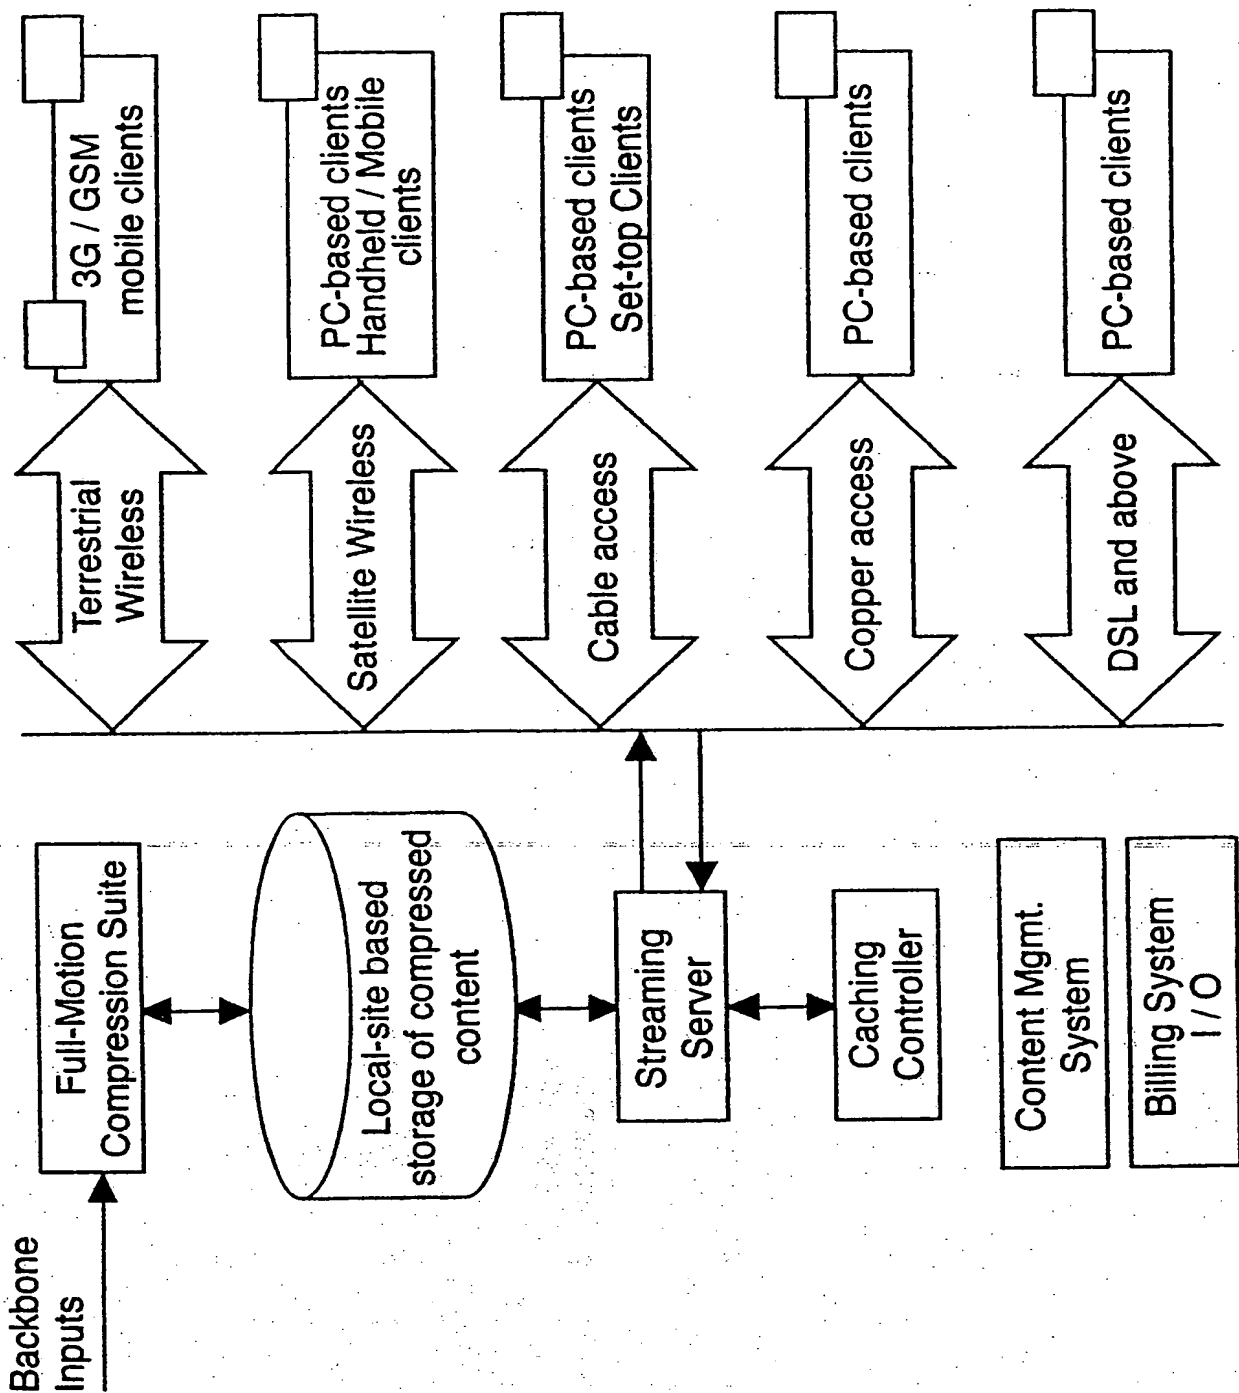 Backbone
Inputs
Full-Motion
Compression Suite
Local-site based
storage of compressed
content
Streaming
Server
Caching
Controller
Content Mgmt.
System
Billing System
I / O
Terrestrial
Wireless
Satellite Wireless
Cable access
Copper access
DSL and above
3G / GSM
mobile clients
PC-based clients
Handheld / Mobile
clients
PC-based clients
Set-top Clients
PC-based clients
PC-based clients